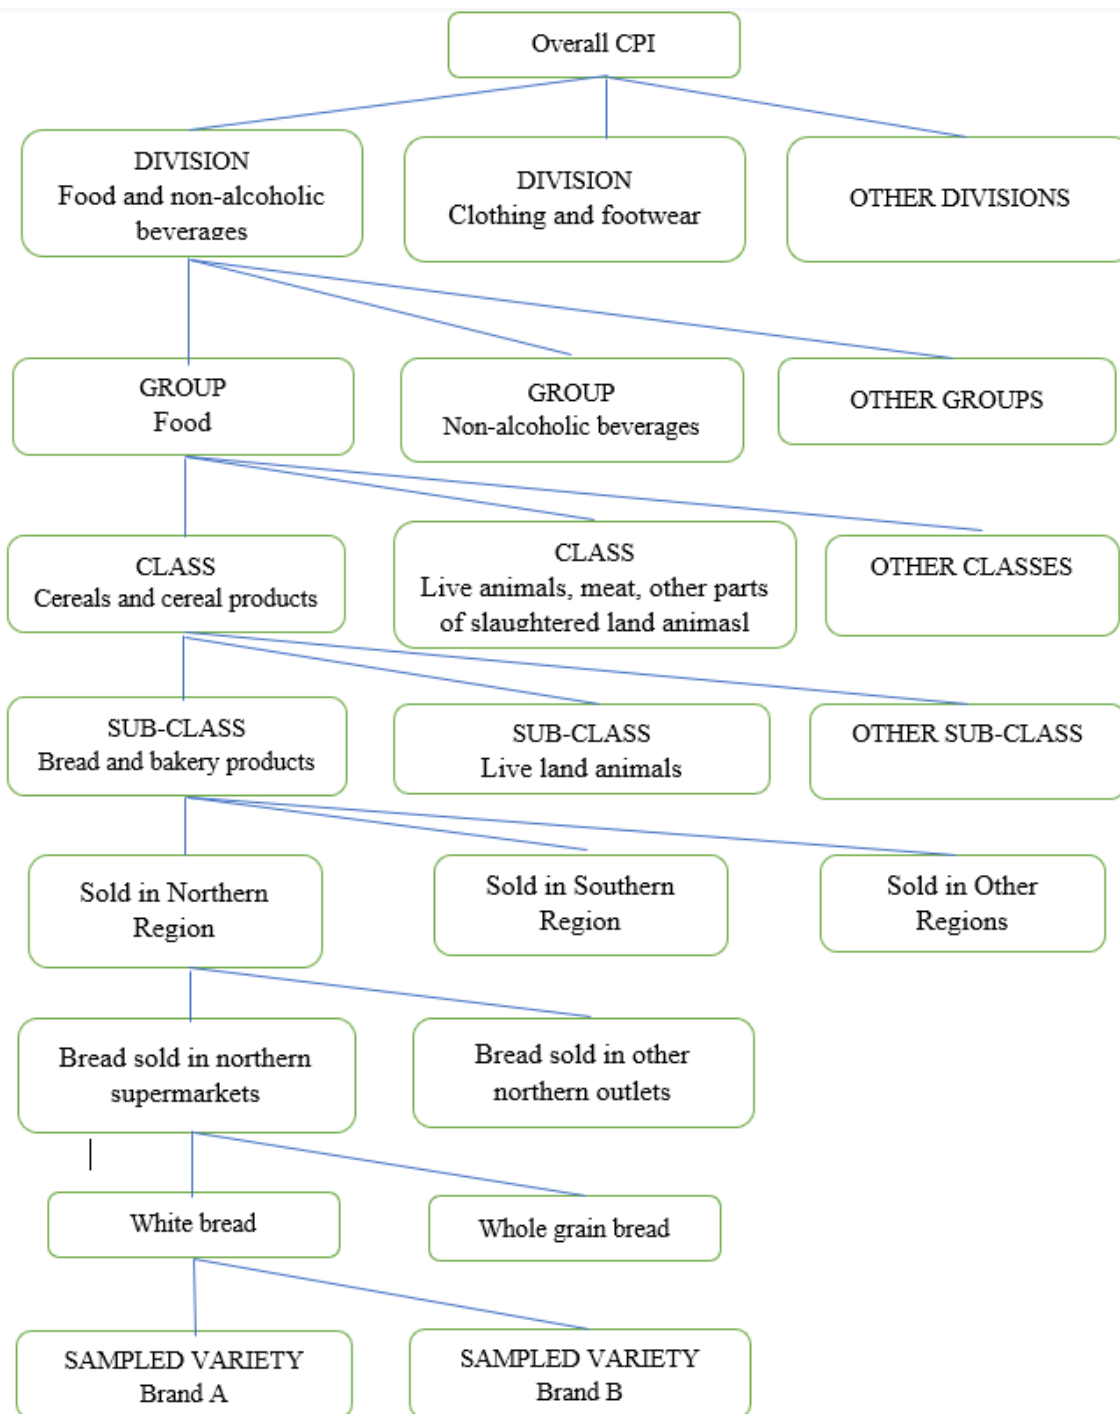 Overall CPI
DIVISION
Food and non-alcoholic
beverages
DIVISION
Clothing and footwear
OTHER DIVISIONS
GROUP
Food
GROUP
Non-alcoholic beverages
OTHER GROUPS
CLASS
Cereals and cereal products
CLASS
Live animals, meat, other parts
of slaughtered land animasl
OTHER CLASSES
SUB-CLASS
Bread and bakery products
SUB-CLASS
Live land animals
OTHER SUB-CLASS
Sold in Northern
Region
Sold in Southern
Region
Sold in Other
Regions
Bread sold in northern
supermarkets
Bread sold in other
northern outlets
White bread
Whole grain bread
SAMPLED VARIETY
Brand A
SAMPLED VARIETY
Brand B